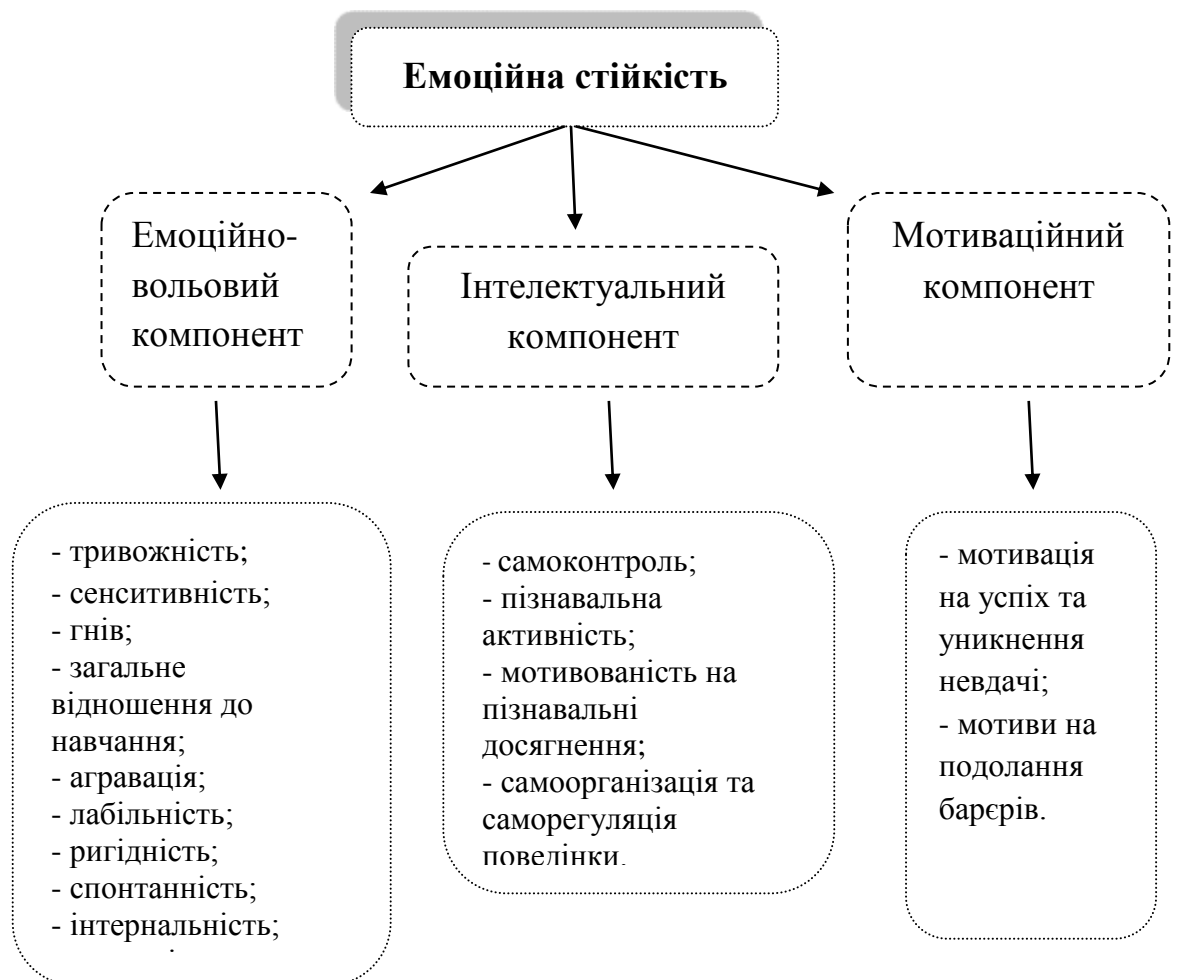 Емоційна стійкість
Емоційно-
вольовий
компонент
Інтелектуальний
компонент
Мотиваційний
компонент
- тривожність;
- сенситивність;
- гнів;
- загальне
відношення до
навчання;
- агравація;
- лабільність;
- ригідність;
- спонтанність;
- інтернальність;
- самоконтроль;
- пізнавальна
активність;
- мотивованість на
пізнавальні
досягнення;
- самоорганізація та
саморегуляція
поведінки.
- мотивація
на успіх та
уникнення
невдачі;
- мотиви на
подолання
барєрів.